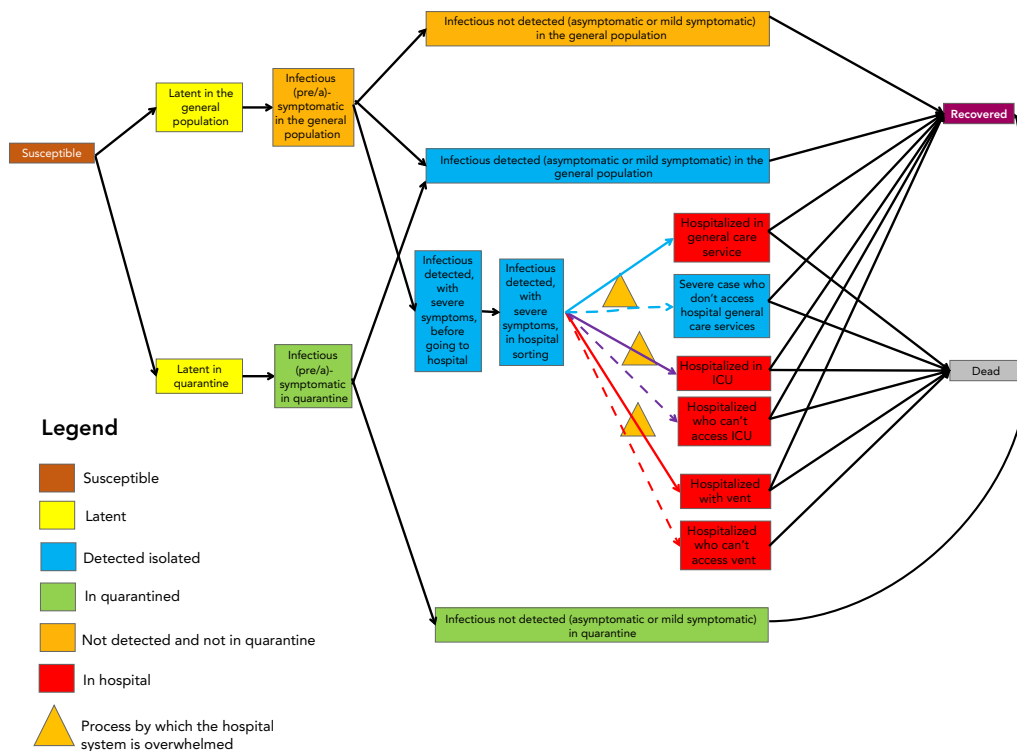 Infectious not detected (asymptomatic or mild symptomatic)
in the general population
Latent in the
general
population
Infectious
(pre/a)-
symptomatic
in the general
population
Recovered
Susceptible
Infectious detected (asymptomatic or mild symptomatic) in the
general population
Hospitalized in
general care
service
Infectious
detected,
with
severe
symptoms,
before
going to
hospital
Infectious
detected,
with
severe
symptoms,
in hospital
sorting
Severe case who
don't access
hospital general
care services
Latent in
quarantine
Infectious
(pre/a)-
symptomatic
in quarantine
Hospitalized in
ICU
Dead
Hospitalized
who can't
access ICU
Hospitalized
with vent
Hospitalized
who can't
access vent
Infectious not detected (asymptomatic or mild symptomatic)
in quarantine
Legend
Susceptible
Latent
Detected isolated
In quarantined
Not detected and not in quarantine
In hospital
Process by which the hospital
system is overwhelmed